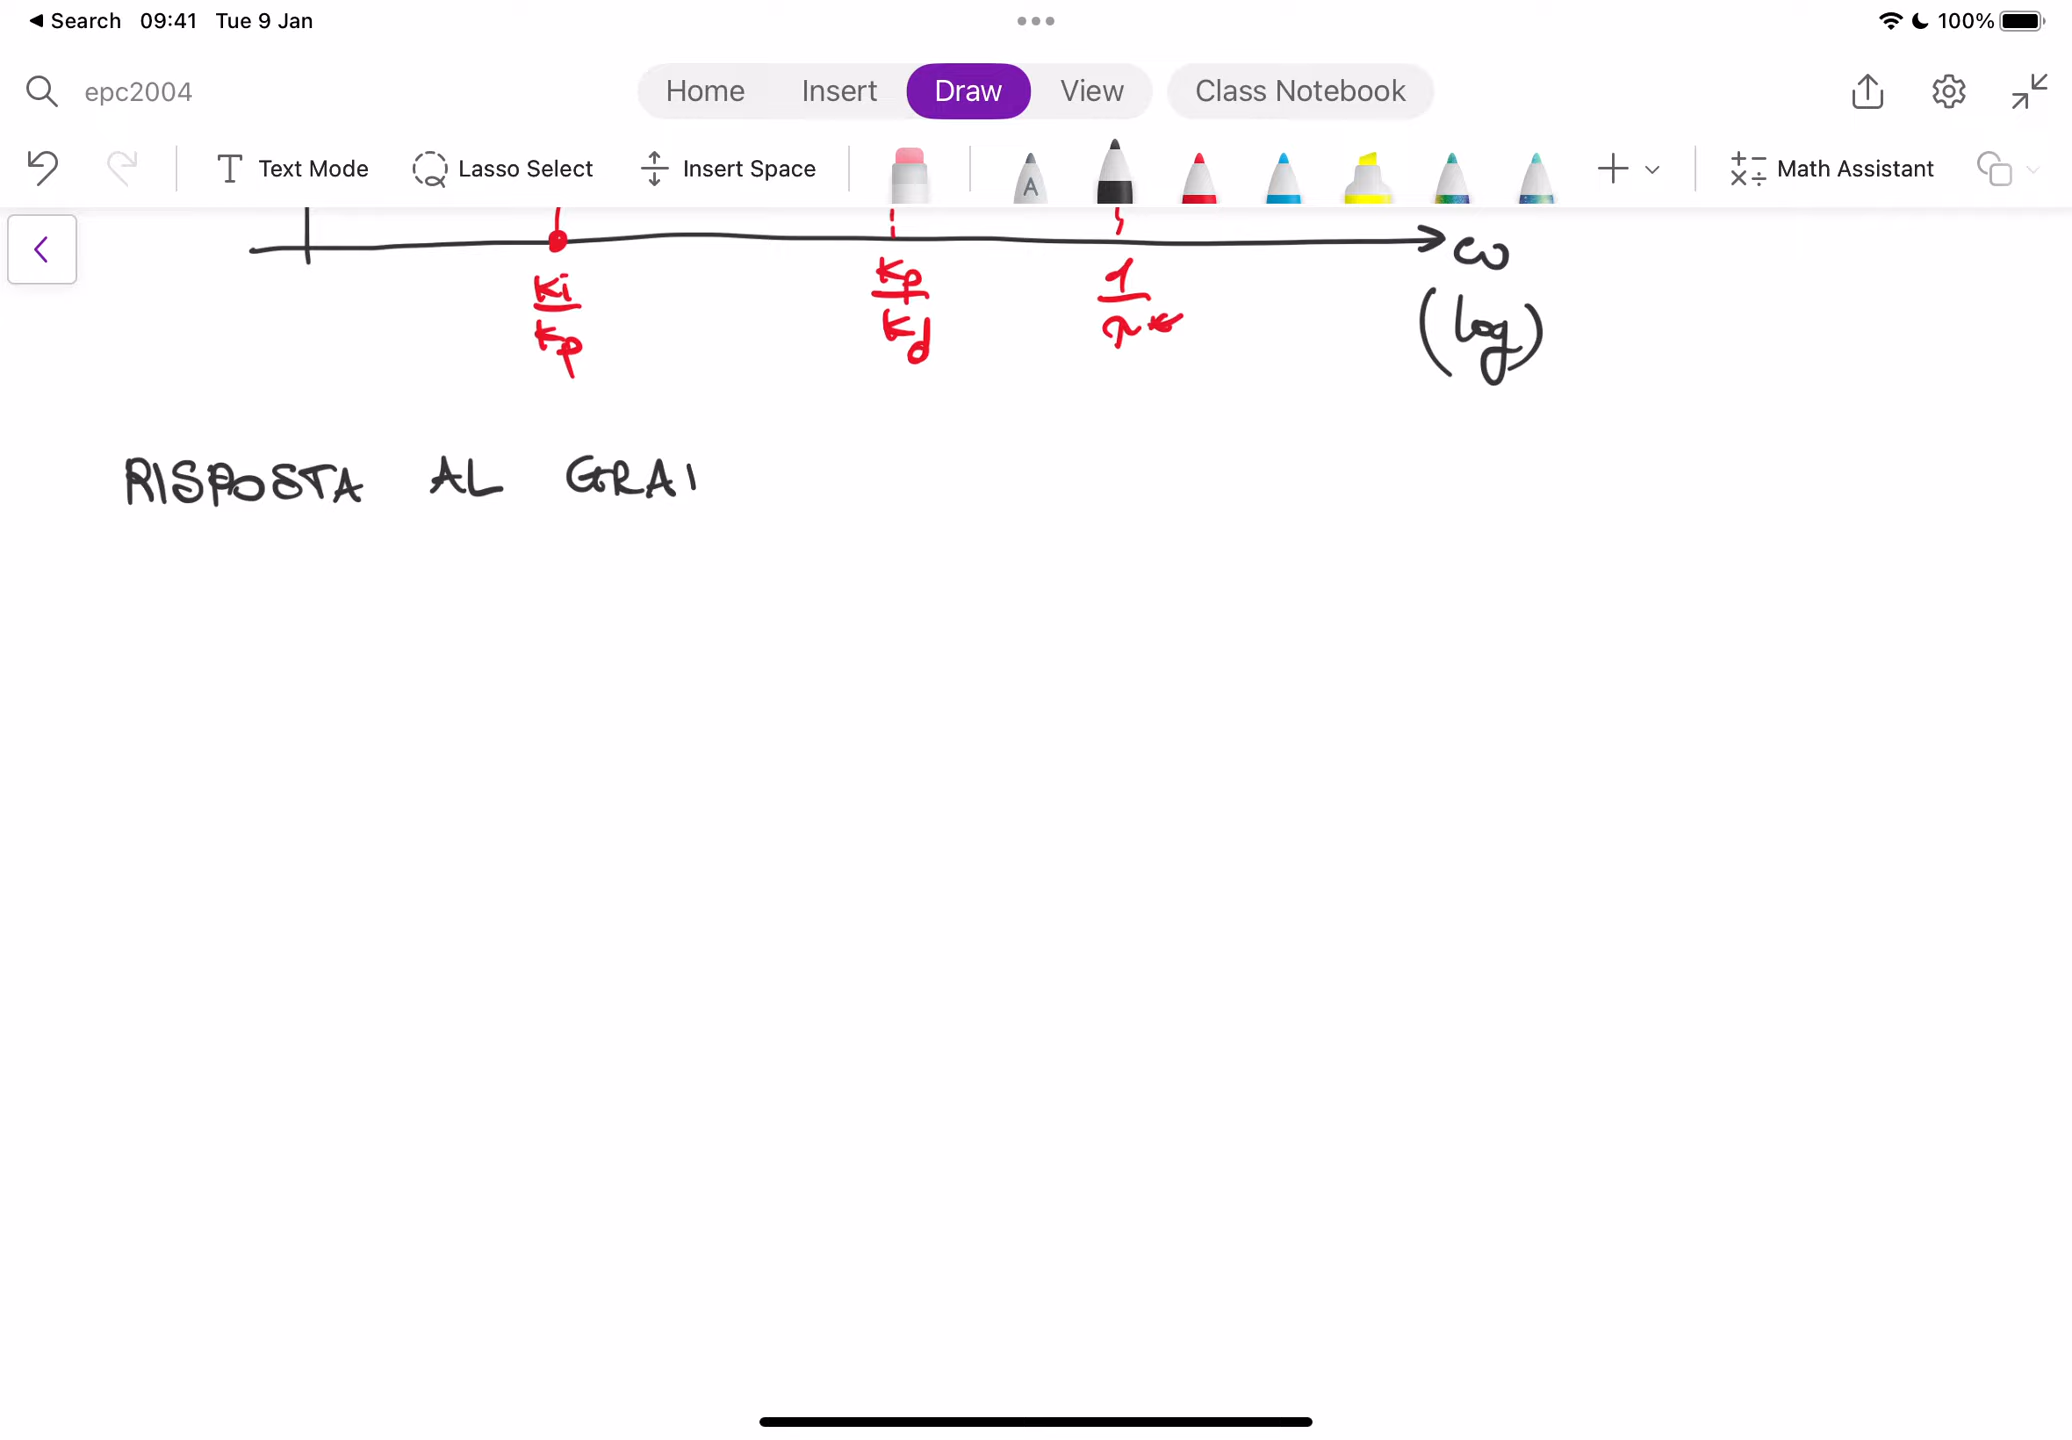 ◀ Search 09:41 Tue 9 Jan 100%
epc2004 Home Insert Draw View Class Notebook
Text Mode Lasso Select Insert Space A Math Assistant
ω
Ki/Kp Kp/Kd 1/τ*
(log)
RISPOSTA AL GRA